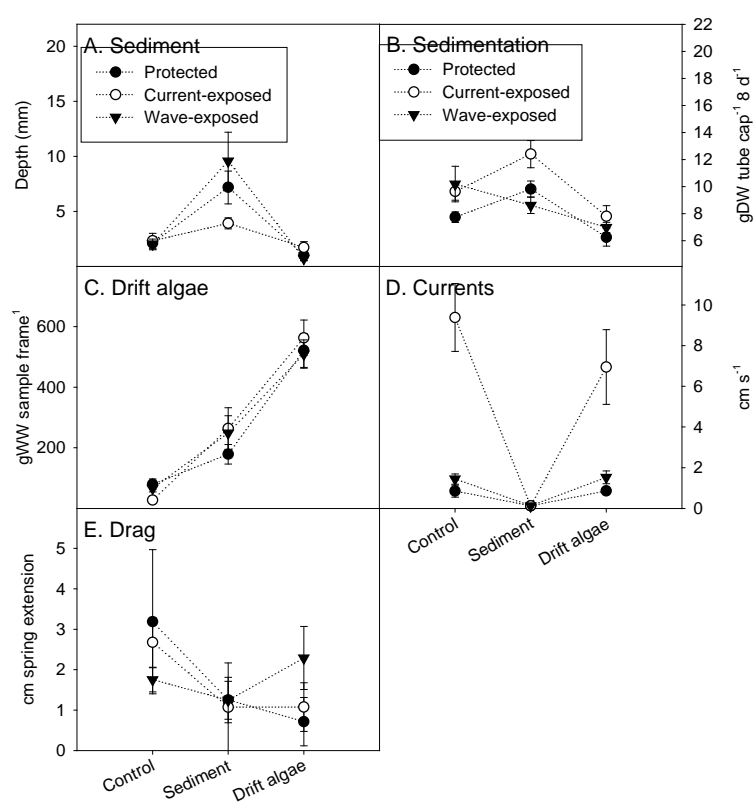 A. Sediment
Protected
Current-exposed
Wave-exposed
Depth (mm)
20
15
10
5
B. Sedimentation
Protected
Current-exposed
Wave-exposed
gDW tube cap⁻¹ 8 d⁻¹
22
20
18
16
14
12
10
8
6
C. Drift algae
gWW sample frame⁻¹
600
400
200
D. Currents
cm s⁻¹
10
8
6
4
2
0
Control
Sediment
Drift algae
E. Drag
cm spring extension
5
4
3
2
1
0
Control
Sediment
Drift algae